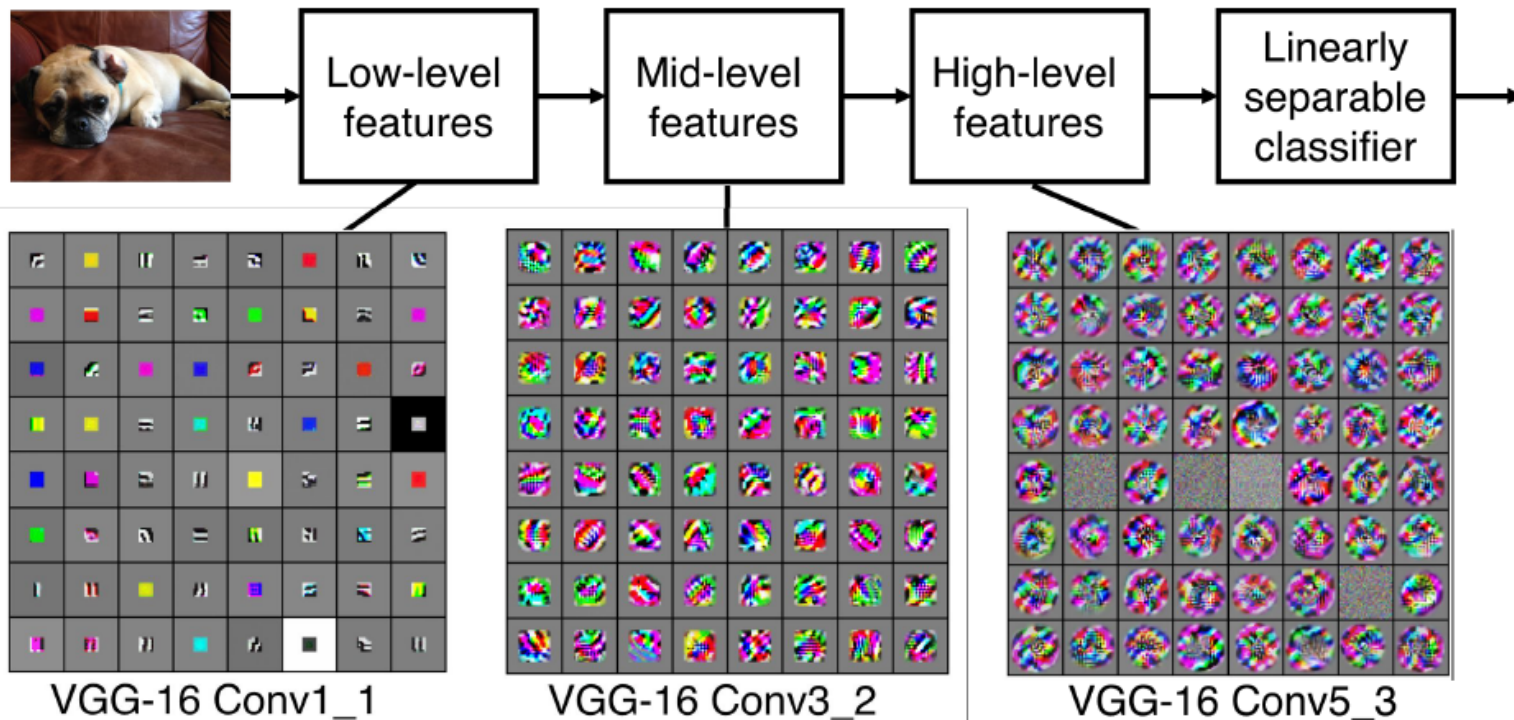 Low-level
features
Mid-level
features
High-level
features
Linearly
separable
classifier
VGG-16 Conv1_1
VGG-16 Conv3_2
VGG-16 Conv5_3